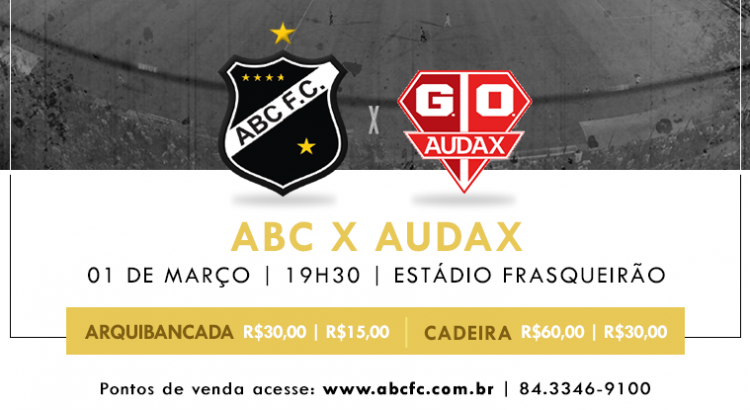 ABC F.C.
X
G.O.
AUDAX
ABC X AUDAX
01 DE MARÇO | 19H30 | ESTÁDIO FRASQUEIRÃO
ARQUIBANCADA R$30,00 | R$15,00 | CADEIRA R$60,00 | R$30,00
Pontos de venda acesse: www.abcfc.com.br | 84.3346-9100